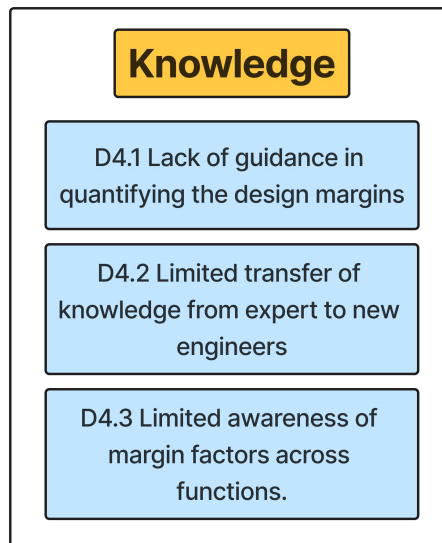 Knowledge
D4.1 Lack of guidance in
quantifying the design margins
D4.2 Limited transfer of
knowledge from expert to new
engineers
D4.3 Limited awareness of
margin factors across
functions.